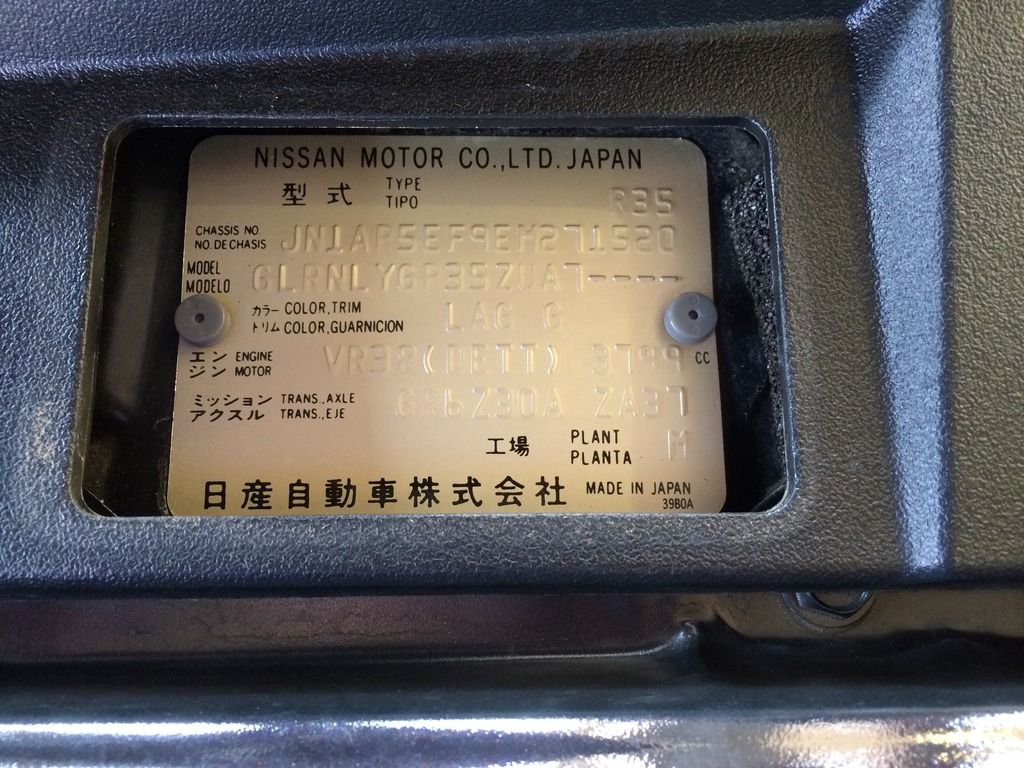 NISSAN MOTOR CO.,LTD. JAPAN
型式 TYPE R35
TIPO
CHASSIS NO. JN1AR5EF9EM271520
NO. DE CHASIS
MODEL GLRNLYGR35ZUA7----
MODELO
カラー COLOR,TRIM LAG G
トリム COLOR,GUARNICION
エン ENGINE VR38(DETT) 3799 CC
ジン MOTOR
ミッション TRANS.,AXLE GR6Z30A ZA37
アクスル TRANS.,EJE
工場 PLANT M
PLANTA
日産自動車株式会社 MADE IN JAPAN
39B0A